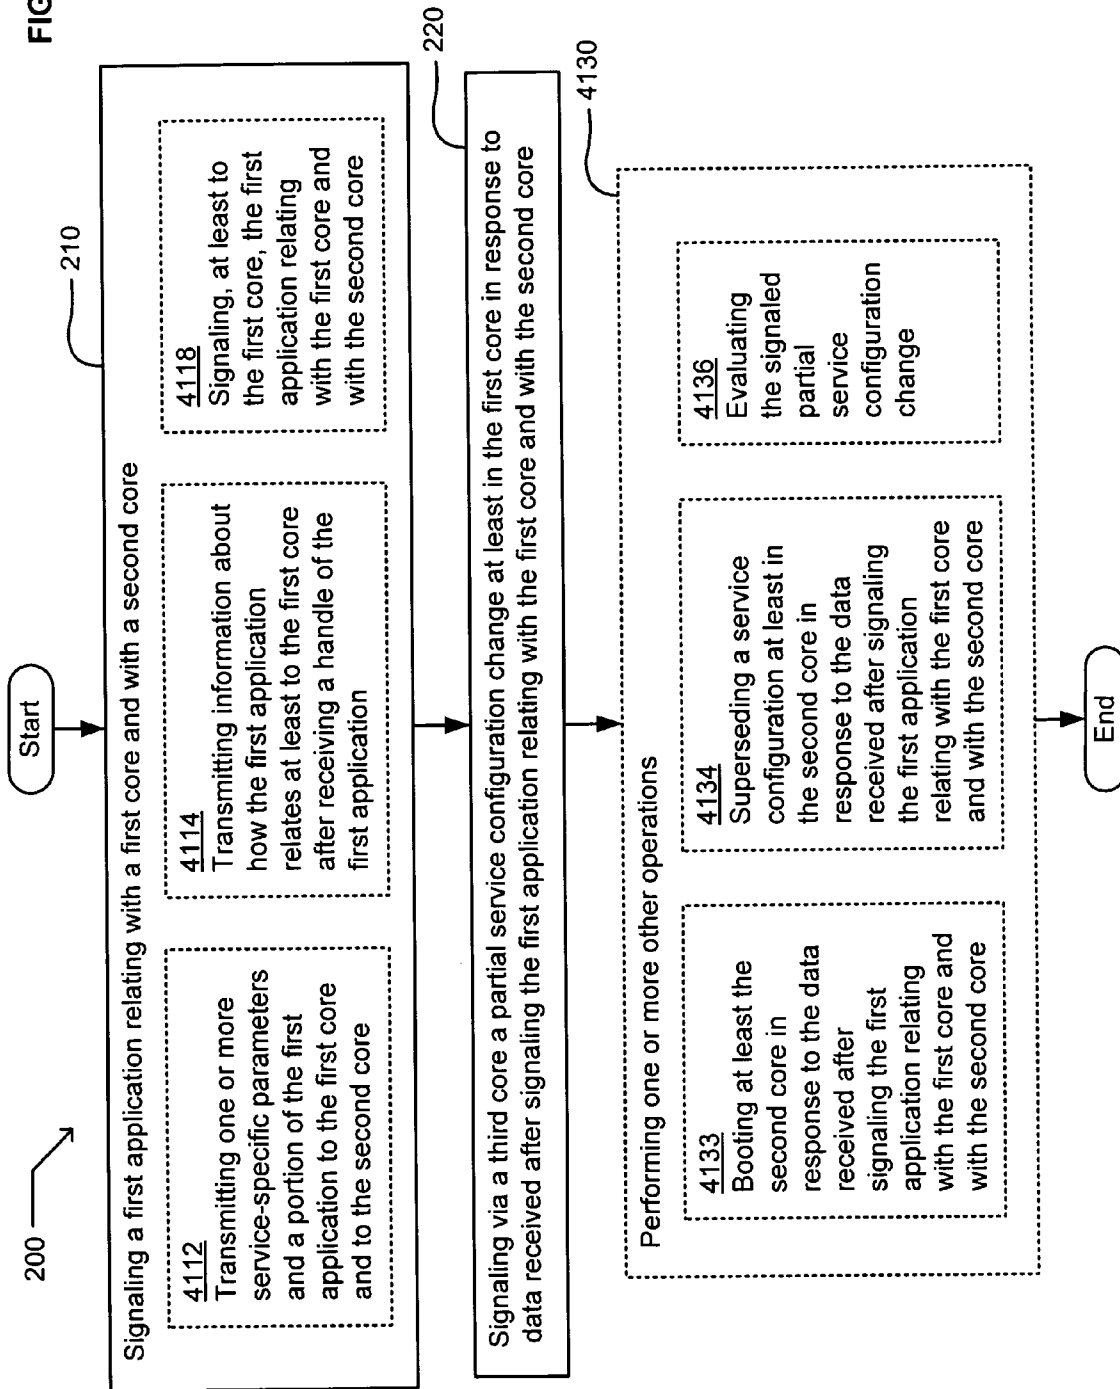 FIG
200
Start
210
Signaling a first application relating with a first core and with a second core
4112
Transmitting one or more
service-specific parameters
and a portion of the first
application to the first core
and to the second core
4114
Transmitting information about
how the first application
relates at least to the first core
after receiving a handle of the
first application
4118
Signaling, at least to
the first core, the first
application relating
with the first core and
with the second core
220
Signaling via a third core a partial service configuration change at least in the first core in response to
data received after signaling the first application relating with the first core and with the second core
4130
Performing one or more other operations
4133
Booting at least the
second core in
response to the data
received after
signaling the first
application relating
with the first core and
with the second core
4134
Superseding a service
configuration at least in
the second core in
response to the data
received after signaling
the first application
relating with the first core
and with the second core
4136
Evaluating
the signaled
partial
service
configuration
change
End